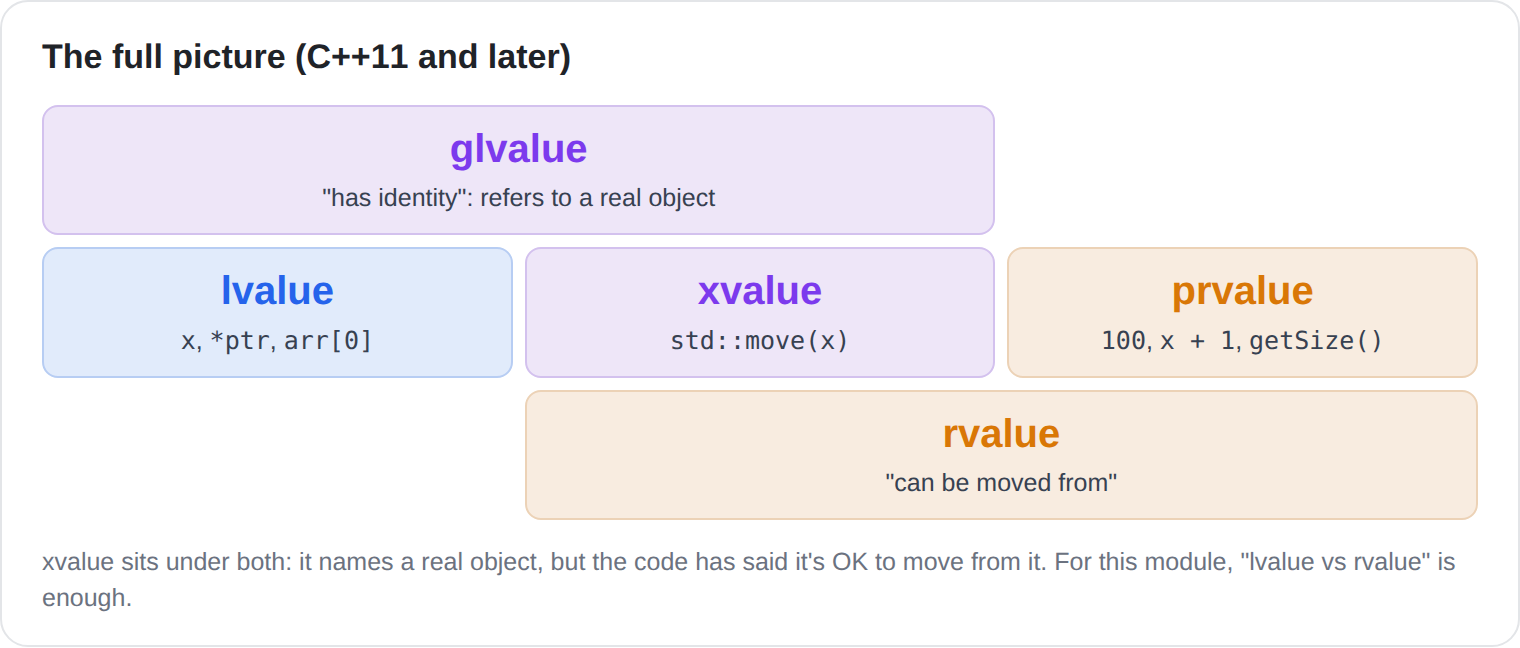 The full picture (C++11 and later)
glvalue
"has identity": refers to a real object
lvalue
x, *ptr, arr[0]
xvalue
std::move(x)
prvalue
100, x + 1, getSize()
rvalue
"can be moved from"
xvalue sits under both: it names a real object, but the code has said it's OK to move from it. For this module, "lvalue vs rvalue" is
enough.